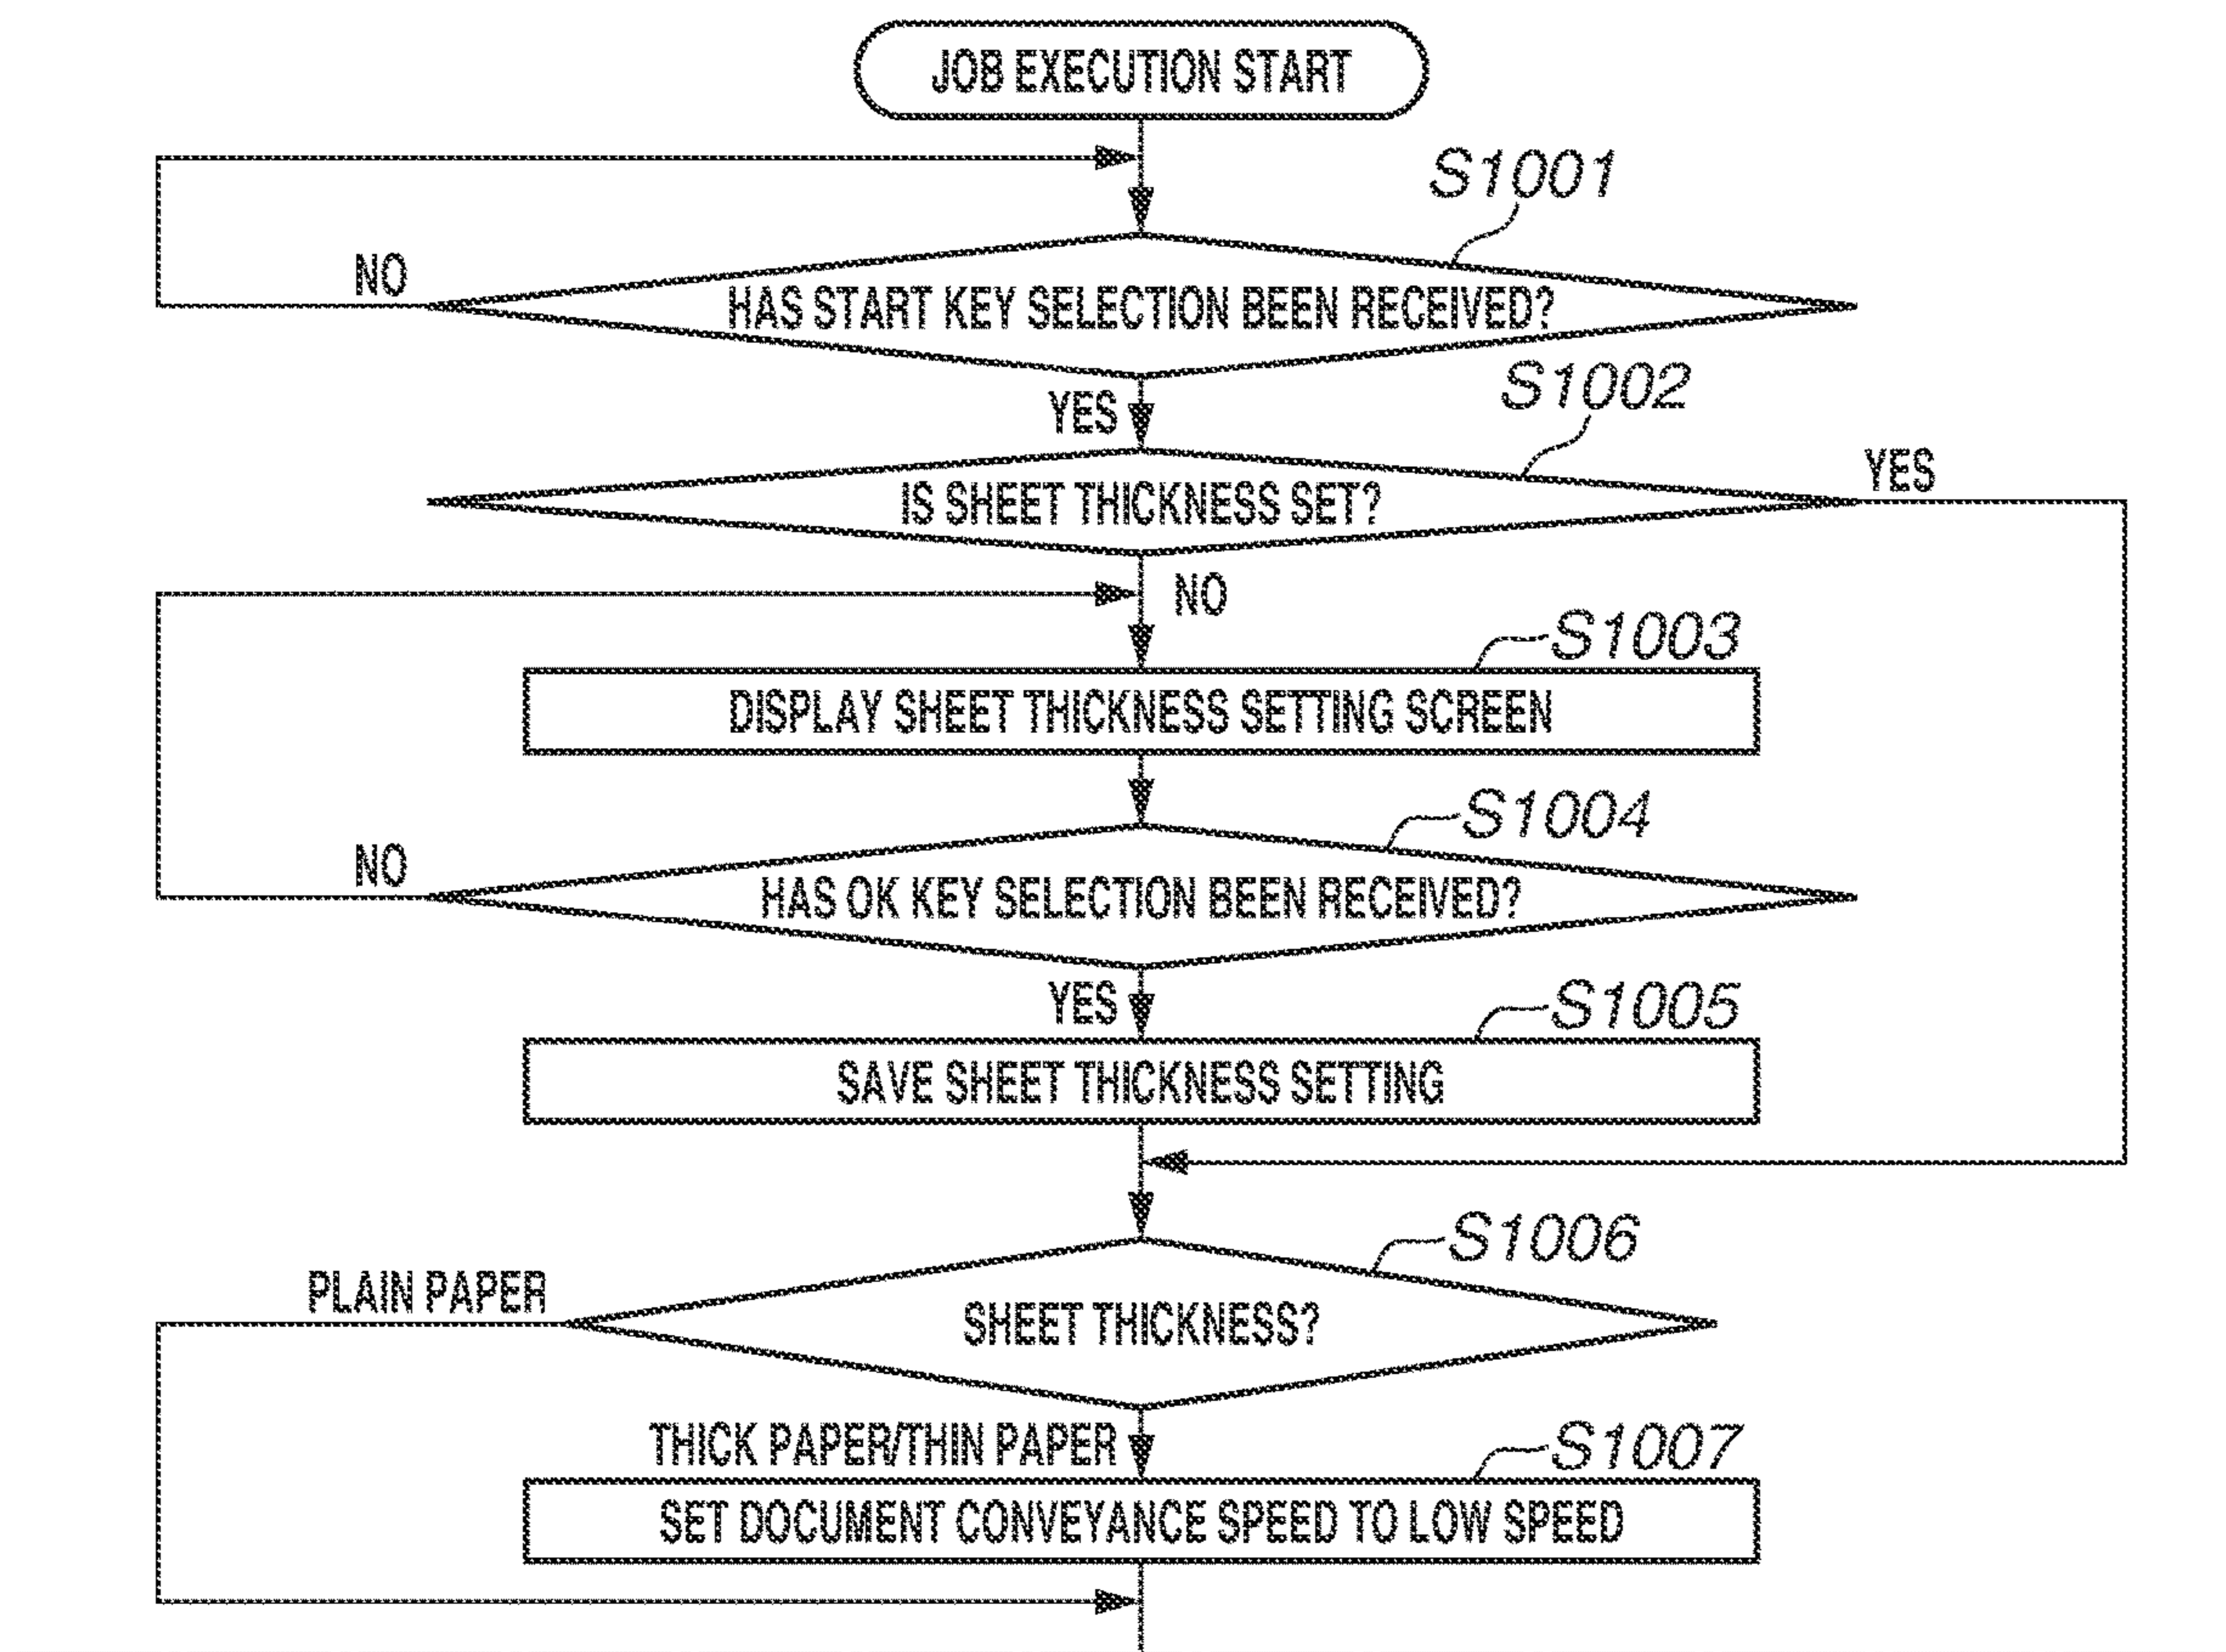 JOB EXECUTION START
S1001
NO
HAS START KEY SELECTION BEEN RECEIVED?
S1002
YES
YES
IS SHEET THICKNESS SET?
NO
S1003
DISPLAY SHEET THICKNESS SETTING SCREEN
S1004
NO
HAS OK KEY SELECTION BEEN RECEIVED?
YES
S1005
SAVE SHEET THICKNESS SETTING
S1006
PLAIN PAPER
SHEET THICKNESS?
THICK PAPER/THIN PAPER
S1007
SET DOCUMENT CONVEYANCE SPEED TO LOW SPEED